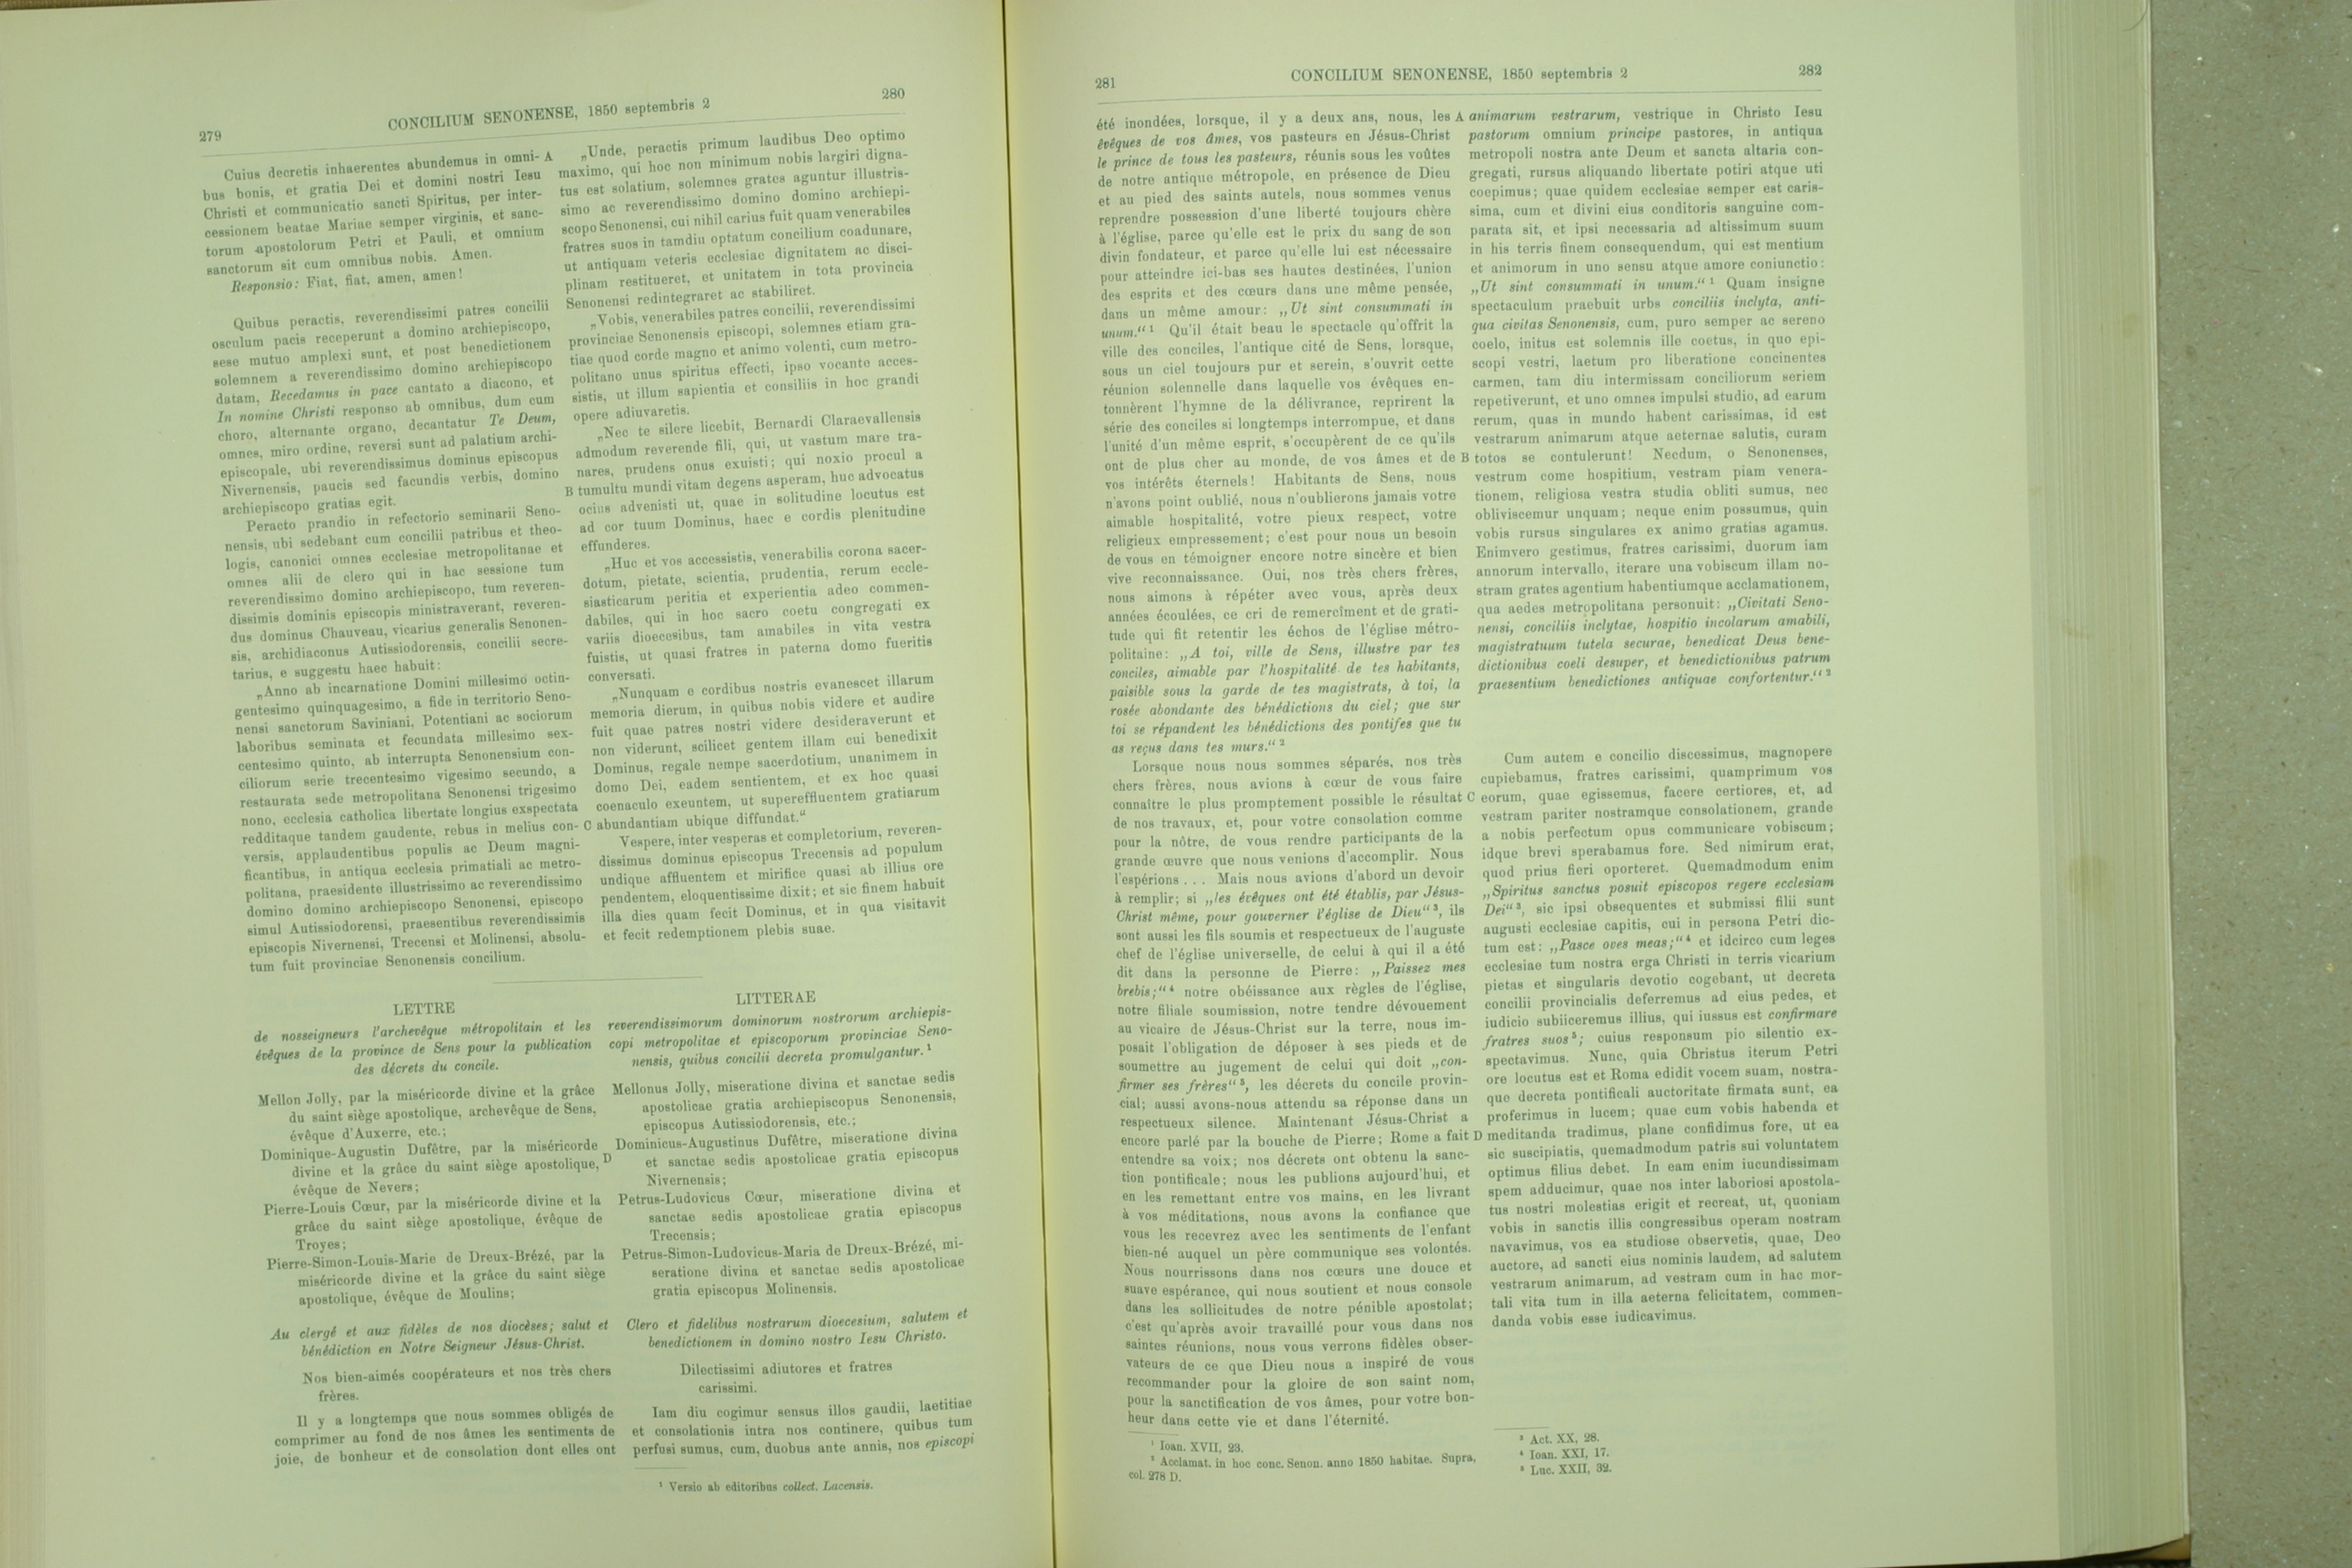 279
CONCILIUM SENONENSE, 1850 septembris 2
280
Cuius decretis inhaerentes abundemus in omni- A
bus bonis, et gratia Dei et domini nostri Iesu
Christi et communicatio sancti Spiritus, per inter-
cessionem beatae Mariae semper virginis, et sanc-
torum apostolorum Petri et Pauli, et omnium
sanctorum sit cum omnibus nobis. Amen.
Responsio: Fiat, fiat, amen, amen!
Quibus peractis, reverendissimi patres concilii
osculum pacis receperunt a domino archiepiscopo,
sese mutuo amplexi sunt, et post benedictionem
solemnem a reverendissimo domino archiepiscopo
datam, Recedamus in pace cantato a diacono, et
In nomine Christi responso ab omnibus, dum cum
choro, alternante organo, decantatur Te Deum,
omnes, miro ordine, reversi sunt ad palatium archi-
episcopale, ubi reverendissimus dominus episcopus
Nivernensis, paucis sed facundis verbis, domino
archiepiscopo gratias egit.
Peracto prandio in refectorio seminarii Seno-
nensis, ubi sedebant cum concilii patribus et theo-
logis, canonici omnes ecclesiae metropolitanae et
omnes alii de clero qui in hac sessione tum
reverendissimo domino archiepiscopo, tum reveren-
dissimis dominis episcopis ministraverant, reveren-
dus dominus Chauveau, vicarius generalis Senonen-
sis, archidiaconus Autissiodorensis, concilii secre-
tarius, e suggestu haec habuit:
„Anno ab incarnatione Domini millesimo octin-
gentesimo quinquagesimo, a fide in territorio Seno-
nensi sanctorum Saviniani, Potentiani ac sociorum
laboribus seminata et fecundata millesimo sex-
centesimo quinto, ab interrupta Senonensium con-
ciliorum serie trecentesimo vigesimo secundo, a
restaurata sede metropolitana Senonensi trigesimo
nono, ecclesia catholica libertate longius exspectata
redditaque tandem gaudente, rebus in melius con- C
versis, applaudentibus populis ac Deum magni-
ficantibus, in antiqua ecclesia primatiali ac metro-
politana, praesidente illustrissimo ac reverendissimo
domino domino archiepiscopo Senonensi, episcopo
simul Autissiodorensi, praesentibus reverendissimis
episcopis Nivernensi, Trecensi et Molinensi, absolu-
tum fuit provinciae Senonensis concilium.
„Unde, peractis primum laudibus Deo optimo
maximo, qui hoc non minimum nobis largiri digna-
tus est solatium, solemnes grates aguntur illustris-
simo ac reverendissimo domino domino archiepi-
scopo Senonensi, cui nihil carius fuit quam venerabiles
fratres suos in tamdiu optatum concilium coadunare,
ut antiquam veteris ecclesiae dignitatem ac disci-
plinam restitueret, et unitatem in tota provincia
Senonensi redintegraret ac stabiliret.
„Vobis, venerabiles patres concilii, reverendissimi
provinciae Senonensis episcopi, solemnes etiam gra-
tiae quod corde magno et animo volenti, cum metro-
politano unus spiritus effecti, ipso vocante acces-
sistis, ut illum sapientia et consiliis in hoc grandi
opere adiuvaretis.
„Nec te silere licebit, Bernardi Claraevallensis
admodum reverende fili, qui, ut vastum mare tra-
nares, prudens onus exuisti; qui noxio procul a
B tumultu mundi vitam degens asperam, huc advocatus
ocius advenisti ut, quae in solitudine locutus est
ad cor tuum Dominus, haec e cordis plenitudine
effunderes.
„Huc et vos accessistis, venerabilis corona sacer-
dotum, pietate, scientia, prudentia, rerum eccle-
siasticarum peritia et experientia adeo commen-
dabiles, qui in hoc sacro coetu congregati ex
variis dioecesibus, tam amabiles in vita vestra
fuistis, ut quasi fratres in paterna domo fueritis
conversati.
„Nunquam e cordibus nostris evanescet illarum
memoria dierum, in quibus nobis videre et audire
fuit quae patres nostri videre desideraverunt et
non viderunt, scilicet gentem illam cui benedixit
Dominus, regale nempe sacerdotium, unanimem in
domo Dei, eadem sentientem, et ex hoc quasi
coenaculo exeuntem, ut supereffluentem gratiarum
abundantiam ubique diffundat.“
Vespere, inter vesperas et completorium, reveren-
dissimus dominus episcopus Trecensis ad populum
undique affluentem et mirifice quasi ab illius ore
pendentem, eloquentissime dixit; et sic finem habuit
illa dies quam fecit Dominus, et in qua visitavit
et fecit redemptionem plebis suae.
LETTRE
de nosseigneurs l'archevêque métropolitain et les
évêques de la province de Sens pour la publication
des décrets du concile.
Mellon Jolly, par la miséricorde divine et la grâce
du saint siège apostolique, archevêque de Sens,
évêque d'Auxerre, etc.;
Dominique-Augustin Dufêtre, par la miséricorde
divine et la grâce du saint siège apostolique, D
évêque de Nevers;
Pierre-Louis Cœur, par la miséricorde divine et la
grâce du saint siège apostolique, évêque de
Troyes;
Pierre-Simon-Louis-Marie de Dreux-Brézé, par la
miséricorde divine et la grâce du saint siège
apostolique, évêque de Moulins;
Au clergé et aux fidèles de nos diocèses; salut et
bénédiction en Notre Seigneur Jésus-Christ.
Nos bien-aimés coopérateurs et nos très chers
frères.
Il y a longtemps que nous sommes obligés de
comprimer au fond de nos âmes les sentiments de
joie, de bonheur et de consolation dont elles ont
LITTERAE
reverendissimorum dominorum nostrorum archiepis-
copi metropolitae et episcoporum provinciae Seno-
nensis, quibus concilii decreta promulgantur.¹
Mellonus Jolly, miseratione divina et sanctae sedis
apostolicae gratia archiepiscopus Senonensis,
episcopus Autissiodorensis, etc.;
Dominicus-Augustinus Dufêtre, miseratione divina
et sanctae sedis apostolicae gratia episcopus
Nivernensis;
Petrus-Ludovicus Cœur, miseratione divina et
sanctae sedis apostolicae gratia episcopus
Trecensis;
Petrus-Simon-Ludovicus-Maria de Dreux-Brézé, mi-
seratione divina et sanctae sedis apostolicae
gratia episcopus Molinensis.
Clero et fidelibus nostrarum dioecesium, salutem et
benedictionem in domino nostro Iesu Christo.
Dilectissimi adiutores et fratres
carissimi.
Iam diu cogimur sensus illos gaudii, laetitiae
et consolationis intra nos continere, quibus tum
perfusi sumus, cum, duobus ante annis, nos episcopi
¹ Versio ab editoribus collect. Lacensis.
281
CONCILIUM SENONENSE, 1850 septembris 2
282
été inondées, lorsque, il y a deux ans, nous, les A
évêques de vos âmes, vos pasteurs en Jésus-Christ
le prince de tous les pasteurs, réunis sous les voûtes
de notre antique métropole, en présence de Dieu
et au pied des saints autels, nous sommes venus
reprendre possession d'une liberté toujours chère
à l'église, parce qu'elle est le prix du sang de son
divin fondateur, et parce qu'elle lui est nécessaire
pour atteindre ici-bas ses hautes destinées, l'union
des esprits et des cœurs dans une même pensée,
dans un même amour: „Ut sint consummati in
unum.“¹ Qu'il était beau le spectacle qu'offrit la
ville des conciles, l'antique cité de Sens, lorsque,
sous un ciel toujours pur et serein, s'ouvrit cette
réunion solennelle dans laquelle vos évêques en-
tonnèrent l'hymne de la délivrance, reprirent la
série des conciles si longtemps interrompue, et dans
l'unité d'un même esprit, s'occupèrent de ce qu'ils
ont de plus cher au monde, de vos âmes et de B
vos intérêts éternels! Habitants de Sens, nous
n'avons point oublié, nous n'oublierons jamais votre
aimable hospitalité, votre pieux respect, votre
religieux empressement; c'est pour nous un besoin
de vous en témoigner encore notre sincère et bien
vive reconnaissance. Oui, nos très chers frères,
nous aimons à répéter avec vous, après deux
années écoulées, ce cri de remercîment et de grati-
tude qui fit retentir les échos de l'église métro-
politaine: „A toi, ville de Sens, illustre par tes
conciles, aimable par l'hospitalité de tes habitants,
paisible sous la garde de tes magistrats, à toi, la
rosée abondante des bénédictions du ciel; que sur
toi se répandent les bénédictions des pontifes que tu
as reçus dans tes murs.“²
Lorsque nous nous sommes séparés, nos très
chers frères, nous avions à cœur de vous faire
connaître le plus promptement possible le résultat C
de nos travaux, et, pour votre consolation comme
pour la nôtre, de vous rendre participants de la
grande œuvre que nous venions d'accomplir. Nous
l'espérions . . . Mais nous avions d'abord un devoir
à remplir; si „les évêques ont été établis, par Jésus-
Christ même, pour gouverner l'église de Dieu“³, ils
sont aussi les fils soumis et respectueux de l'auguste
chef de l'église universelle, de celui à qui il a été
dit dans la personne de Pierre: „Paissez mes
brebis;“⁴ notre obéissance aux règles de l'église,
notre filiale soumission, notre tendre dévouement
au vicaire de Jésus-Christ sur la terre, nous im-
posait l'obligation de déposer à ses pieds et de
soumettre au jugement de celui qui doit „con-
firmer ses frères“⁵, les décrets du concile provin-
cial; aussi avons-nous attendu sa réponse dans un
respectueux silence. Maintenant Jésus-Christ a
encore parlé par la bouche de Pierre; Rome a fait D
entendre sa voix; nos décrets ont obtenu la sanc-
tion pontificale; nous les publions aujourd'hui, et
en les remettant entre vos mains, en les livrant
à vos méditations, nous avons la confiance que
vous les recevrez avec les sentiments de l'enfant
bien-né auquel un père communique ses volontés.
Nous nourrissons dans nos cœurs une douce et
suave espérance, qui nous soutient et nous console
dans les sollicitudes de notre pénible apostolat;
c'est qu'après avoir travaillé pour vous dans nos
saintes réunions, nous vous verrons fidèles obser-
vateurs de ce que Dieu nous a inspiré de vous
recommander pour la gloire de son saint nom,
pour la sanctification de vos âmes, pour votre bon-
heur dans cette vie et dans l'éternité.
¹ Ioan. XVII, 23.
² Acclamat. in hoc conc. Senon. anno 1850 habitae. Supra,
col. 278 D.
animarum vestrarum, vestrique in Christo Iesu
pastorum omnium principe pastores, in antiqua
metropoli nostra ante Deum et sancta altaria con-
gregati, rursus aliquando libertate potiri atque uti
coepimus; quae quidem ecclesiae semper est caris-
sima, cum et divini eius conditoris sanguine com-
parata sit, et ipsi necessaria ad altissimum suum
in his terris finem consequendum, qui est mentium
et animorum in uno sensu atque amore coniunctio:
„Ut sint consummati in unum.“¹ Quam insigne
spectaculum praebuit urbs conciliis inclyta, anti-
qua civitas Senonensis, cum, puro semper ac sereno
coelo, initus est solemnis ille coetus, in quo epi-
scopi vestri, laetum pro liberatione concinentes
carmen, tam diu intermissam conciliorum seriem
repetiverunt, et uno omnes impulsi studio, ad earum
rerum, quas in mundo habent carissimas, id est
vestrarum animarum atque aeternae salutis, curam
totos se contulerunt! Necdum, o Senonenses,
vestrum come hospitium, vestram piam venera-
tionem, religiosa vestra studia obliti sumus, nec
obliviscemur unquam; neque enim possumus, quin
vobis rursus singulares ex animo gratias agamus.
Enimvero gestimus, fratres carissimi, duorum iam
annorum intervallo, iterare una vobiscum illam no-
stram grates agentium habentiumque acclamationem,
qua aedes metropolitana personuit: „Civitati Seno-
nensi, conciliis inclytae, hospitio incolarum amabili,
magistratuum tutela securae, benedicat Deus bene-
dictionibus coeli desuper, et benedictionibus patrum
praesentium benedictiones antiquae confortentur.“²
Cum autem e concilio discessimus, magnopere
cupiebamus, fratres carissimi, quamprimum vos
eorum, quae egissemus, facere certiores, et, ad
vestram pariter nostramque consolationem, grande
a nobis perfectum opus communicare vobiscum;
idque brevi sperabamus fore. Sed nimirum erat,
quod prius fieri oporteret. Quemadmodum enim
„Spiritus sanctus posuit episcopos regere ecclesiam
Dei“³, sic ipsi obsequentes et submissi filii sunt
augusti ecclesiae capitis, cui in persona Petri dic-
tum est: „Pasce oves meas;“⁴ et idcirco cum leges
ecclesiae tum nostra erga Christi in terris vicarium
pietas et singularis devotio cogebant, ut decreta
concilii provincialis deferremus ad eius pedes, et
iudicio subiiceremus illius, qui iussus est confirmare
fratres suos⁵; cuius responsum pio silentio ex-
spectavimus. Nunc, quia Christus iterum Petri
ore locutus est et Roma edidit vocem suam, nostra-
que decreta pontificali auctoritate firmata sunt, ea
proferimus in lucem; quae cum vobis habenda et
meditanda tradimus, plane confidimus fore, ut ea
sic suscipiatis, quemadmodum patris sui voluntatem
optimus filius debet. In eam enim iucundissimam
spem adducimur, quae nos inter laboriosi apostola-
tus nostri molestias erigit et recreat, ut, quoniam
vobis in sanctis illis congressibus operam nostram
navavimus, vos ea studiose observetis, quae, Deo
auctore, ad sancti eius nominis laudem, ad salutem
vestrarum animarum, ad vestram cum in hac mor-
tali vita tum in illa aeterna felicitatem, commen-
danda vobis esse iudicavimus.
³ Act. XX, 28.
⁴ Ioan. XXI, 17.
⁵ Luc. XXII, 32.